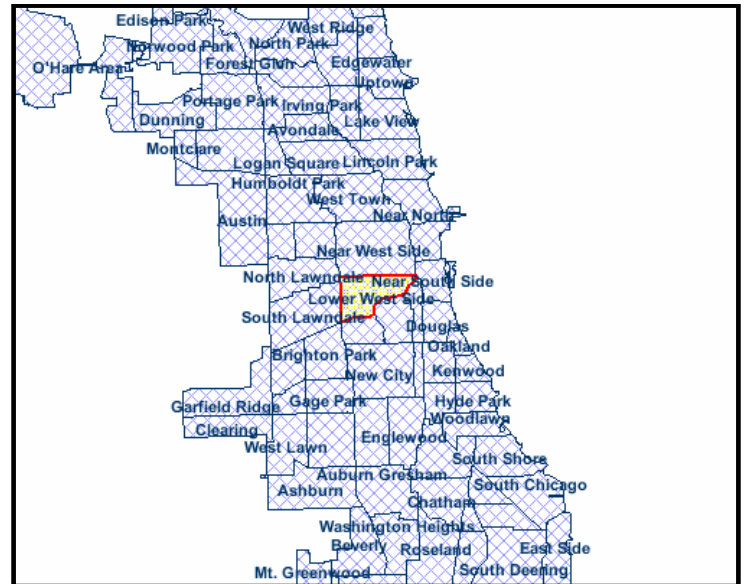 Edison Park
West Ridge
Norwood Park
North Park
Forest Glen
Edgewater
O'Hare Area
Uptown
Portage Park
Irving Park
Dunning
Lake View
Avondale
Montclare
Logan Square
Lincoln Park
Humboldt Park
West Town
Austin
Near North
Near West Side
North Lawndale
Near South Side
Lower West Side
South Lawndale
Douglas
Oakland
Brighton Park
Kenwood
New City
Gage Park
Hyde Park
Garfield Ridge
Woodlawn
Clearing
Englewood
West Lawn
South Shore
Auburn Gresham
South Chicago
Ashburn
Chatham
Washington Heights
Beverly
Roseland
East Side
Mt. Greenwood
South Deering